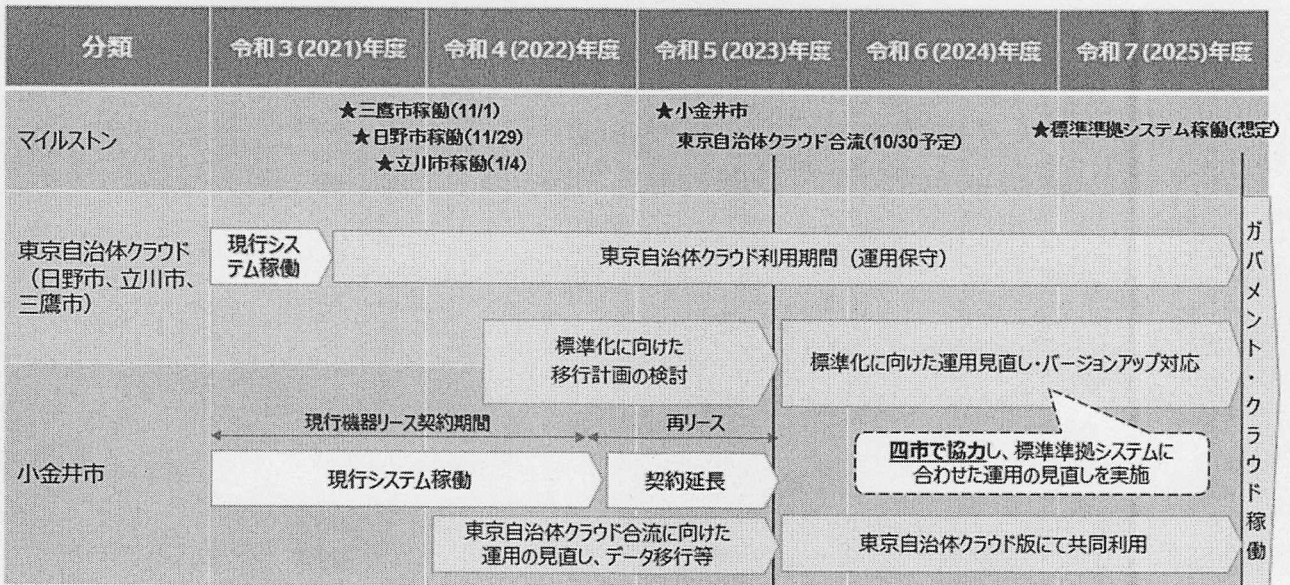 分類
令和3(2021)年度
令和4(2022)年度
令和5(2023)年度
令和6(2024)年度
令和7(2025)年度
マイルストン
★三鷹市稼働(11/1)
★日野市稼働(11/29)
★立川市稼働(1/4)
★小金井市
東京自治体クラウド合流(10/30予定)
★標準準拠システム稼働(想定)
東京自治体クラウド
(日野市、立川市、
三鷹市)
現行シス
テム稼働
東京自治体クラウド利用期間(運用保守)
標準化に向けた
移行計画の検討
標準化に向けた運用見直し・バージョンアップ対応
小金井市
現行機器リース契約期間
再リース
四市で協力し、標準準拠システムに
合わせた運用の見直しを実施
現行システム稼働
契約延長
東京自治体クラウド合流に向けた
運用の見直し、データ移行等
東京自治体クラウド版にて共同利用
ガバメント・クラウド稼働